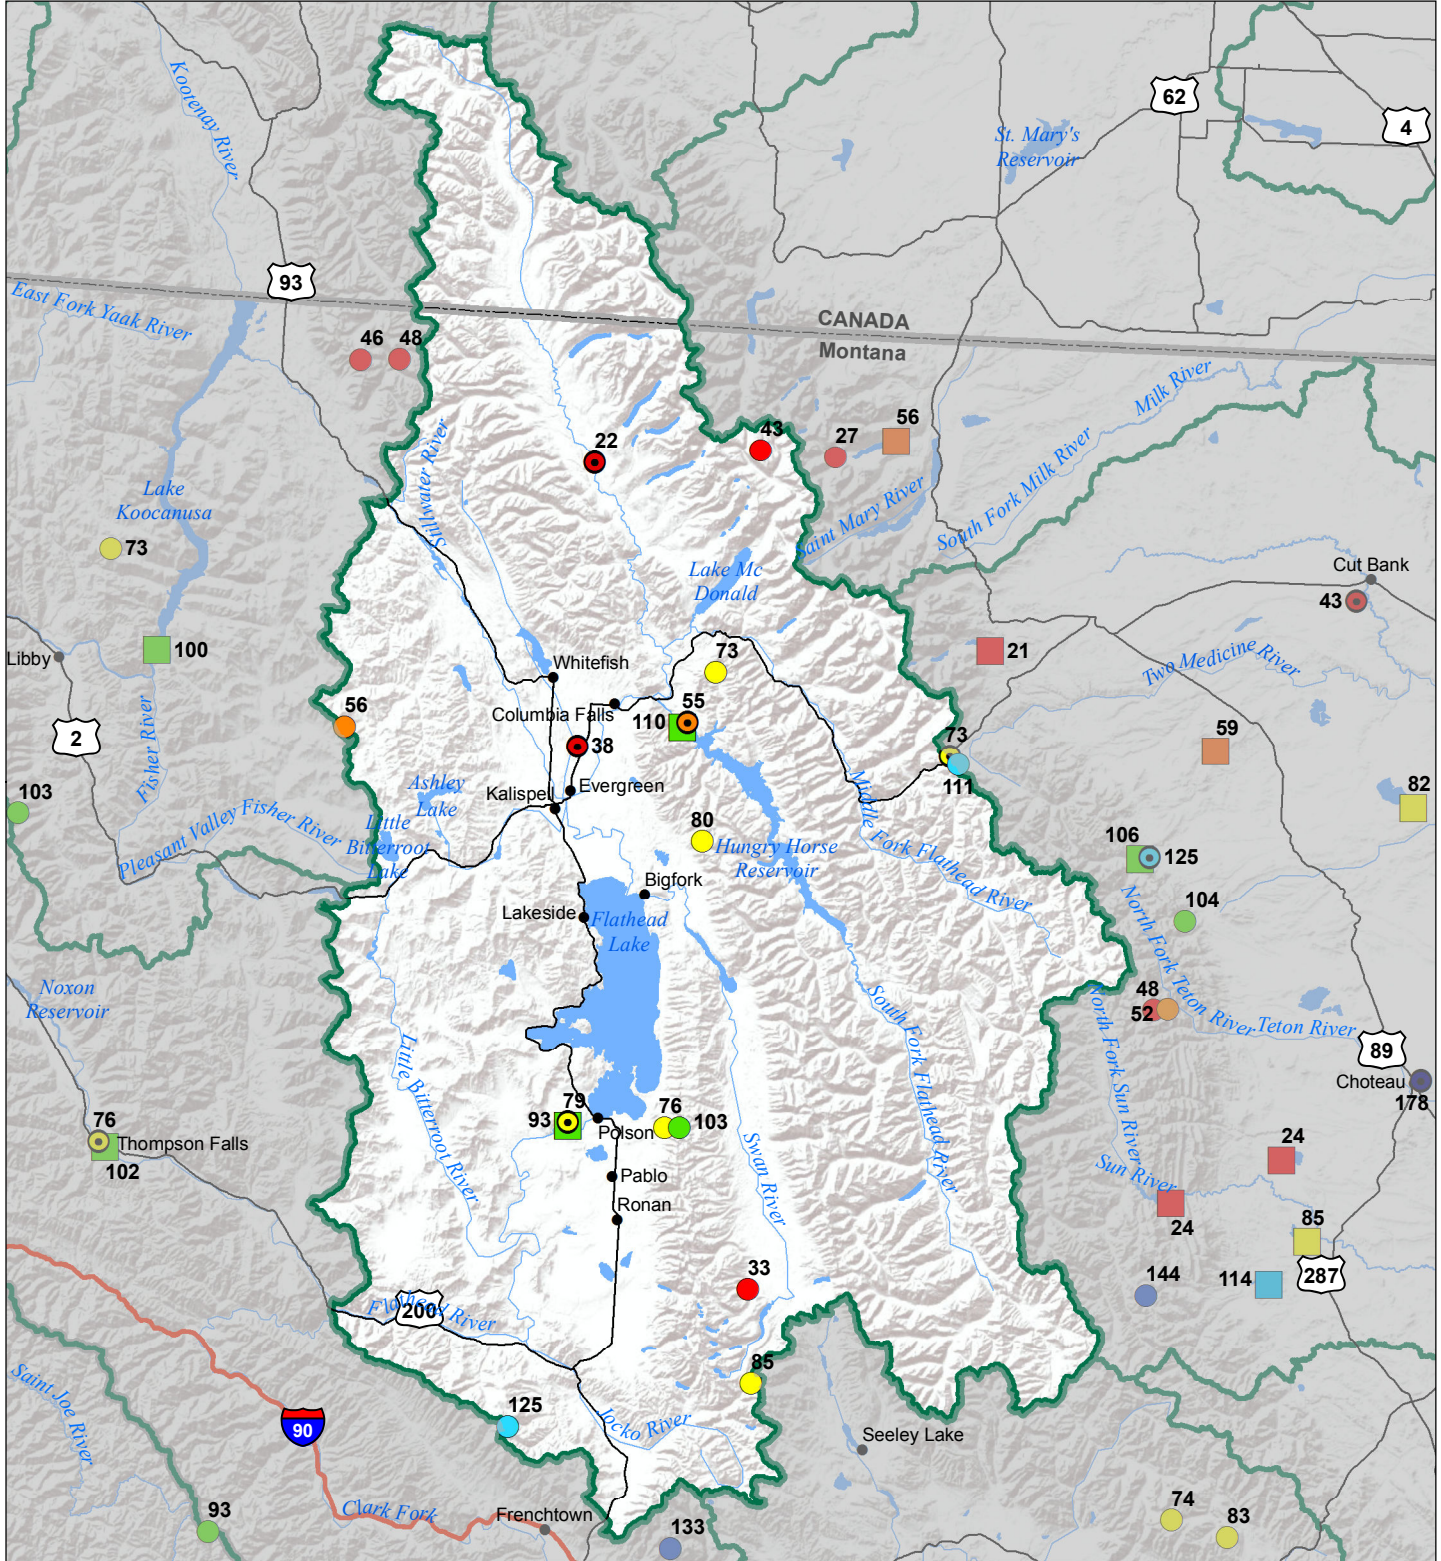 Kootenay River
62
4
St. Mary's
Reservoir
93
East Fork Yaak River
CANADA
Montana
46
48
Milk River
56
43
27
22
Stillwater River
Lake
Koocanusa
South Fork Milk River
Saint Mary River
73
Lake Mc
Donald
Cut Bank
43
100
Libby
21
Two Medicine River
Whitefish
73
55
Columbia Falls
110
56
2
Fisher River
38
73
59
111
Evergreen
Ashley
Lake
Kalispell
82
103
Pleasant Valley Fisher River
Little
Bitterroot
Lake
80
Hungry Horse
Reservoir
Middle Fork Flathead River
106
125
Bigfork
104
North Fork Teton River
Lakeside
Flathead
Lake
Noxon
Reservoir
South Fork Flathead River
48
52
Teton River
North Fork Sun River
Little Bitterroot River
89
Choteau
178
79
93
76
103
Polson
76
Thompson Falls
102
Swan River
24
Pablo
Sun River
24
Ronan
85
33
144
114
287
Flathead River
200
85
Saint Joe River
125
Jocko River
90
Seeley Lake
Clark Fork
Frenchtown
93
133
74
83